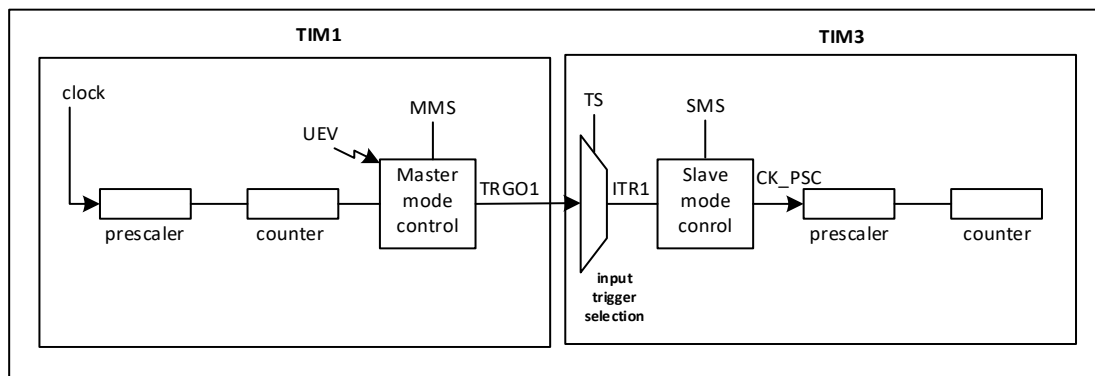 TIM1
TIM3
clock
MMS
UEV
Master
mode
control
TRGO1
prescaler
counter
TS
SMS
ITR1
Slave
mode
conrol
CK_PSC
prescaler
counter
input
trigger
selection